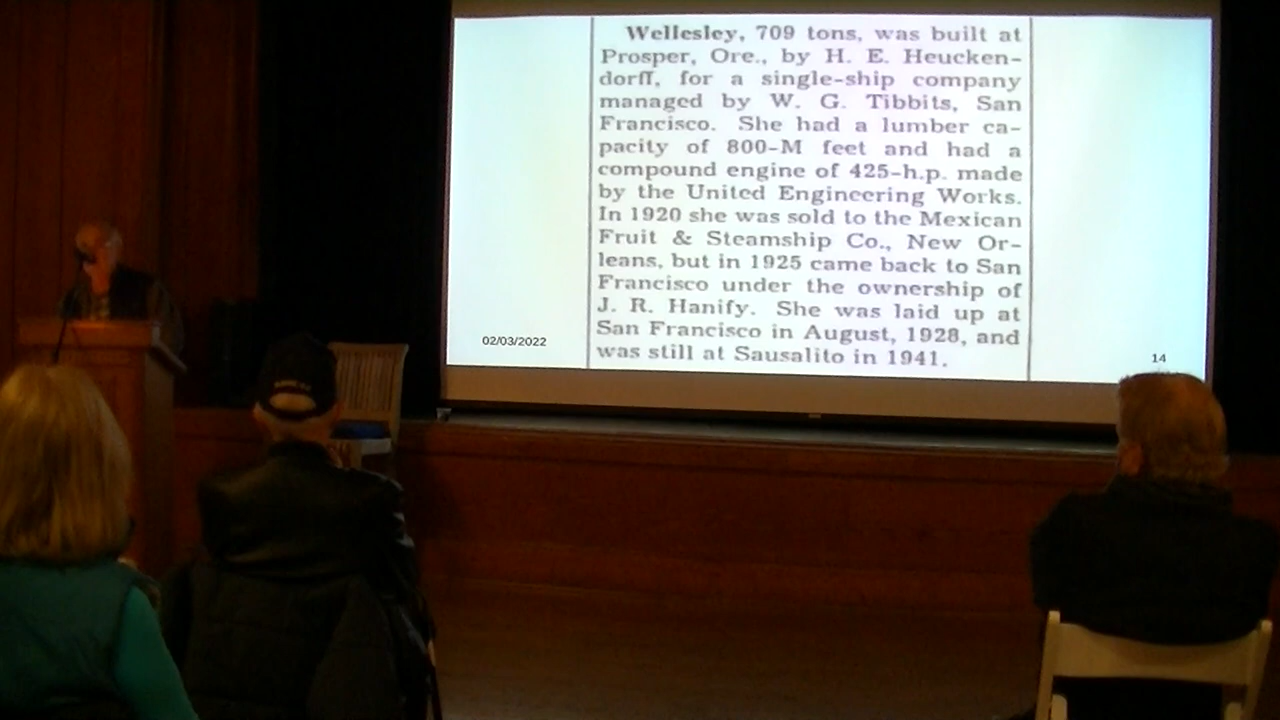 Wellesley, 709 tons, was built at
Prosper, Ore., by H. E. Heucken-
dorff, for a single-ship company
managed by W. G. Tibbits, San
Francisco. She had a lumber ca-
pacity of 800-M feet and had a
compound engine of 425-h.p. made
by the United Engineering Works.
In 1920 she was sold to the Mexican
Fruit & Steamship Co., New Or-
leans, but in 1925 came back to San
Francisco under the ownership of
J. R. Hanify. She was laid up at
San Francisco in August, 1928, and
was still at Sausalito in 1941.
02/03/2022
14